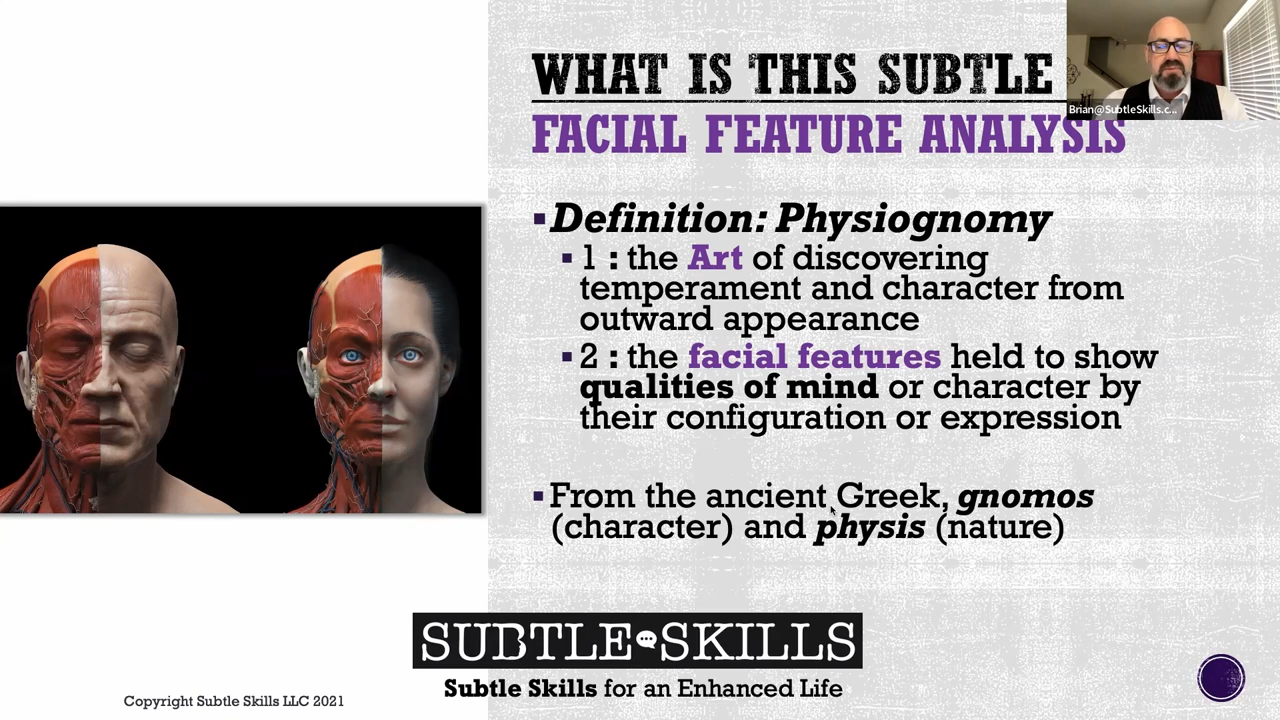 WHAT IS THIS SUBTLE
FACIAL FEATURE ANALYSIS
Brian@SubtleSkills.c...
▪Definition: Physiognomy
▪1 : the Art of discovering
temperament and character from
outward appearance
▪2 : the facial features held to show
qualities of mind or character by
their configuration or expression
▪From the ancient Greek, gnomos
(character) and physis (nature)
SUBTLE SKILLS
Subtle Skills for an Enhanced Life
Copyright Subtle Skills LLC 2021